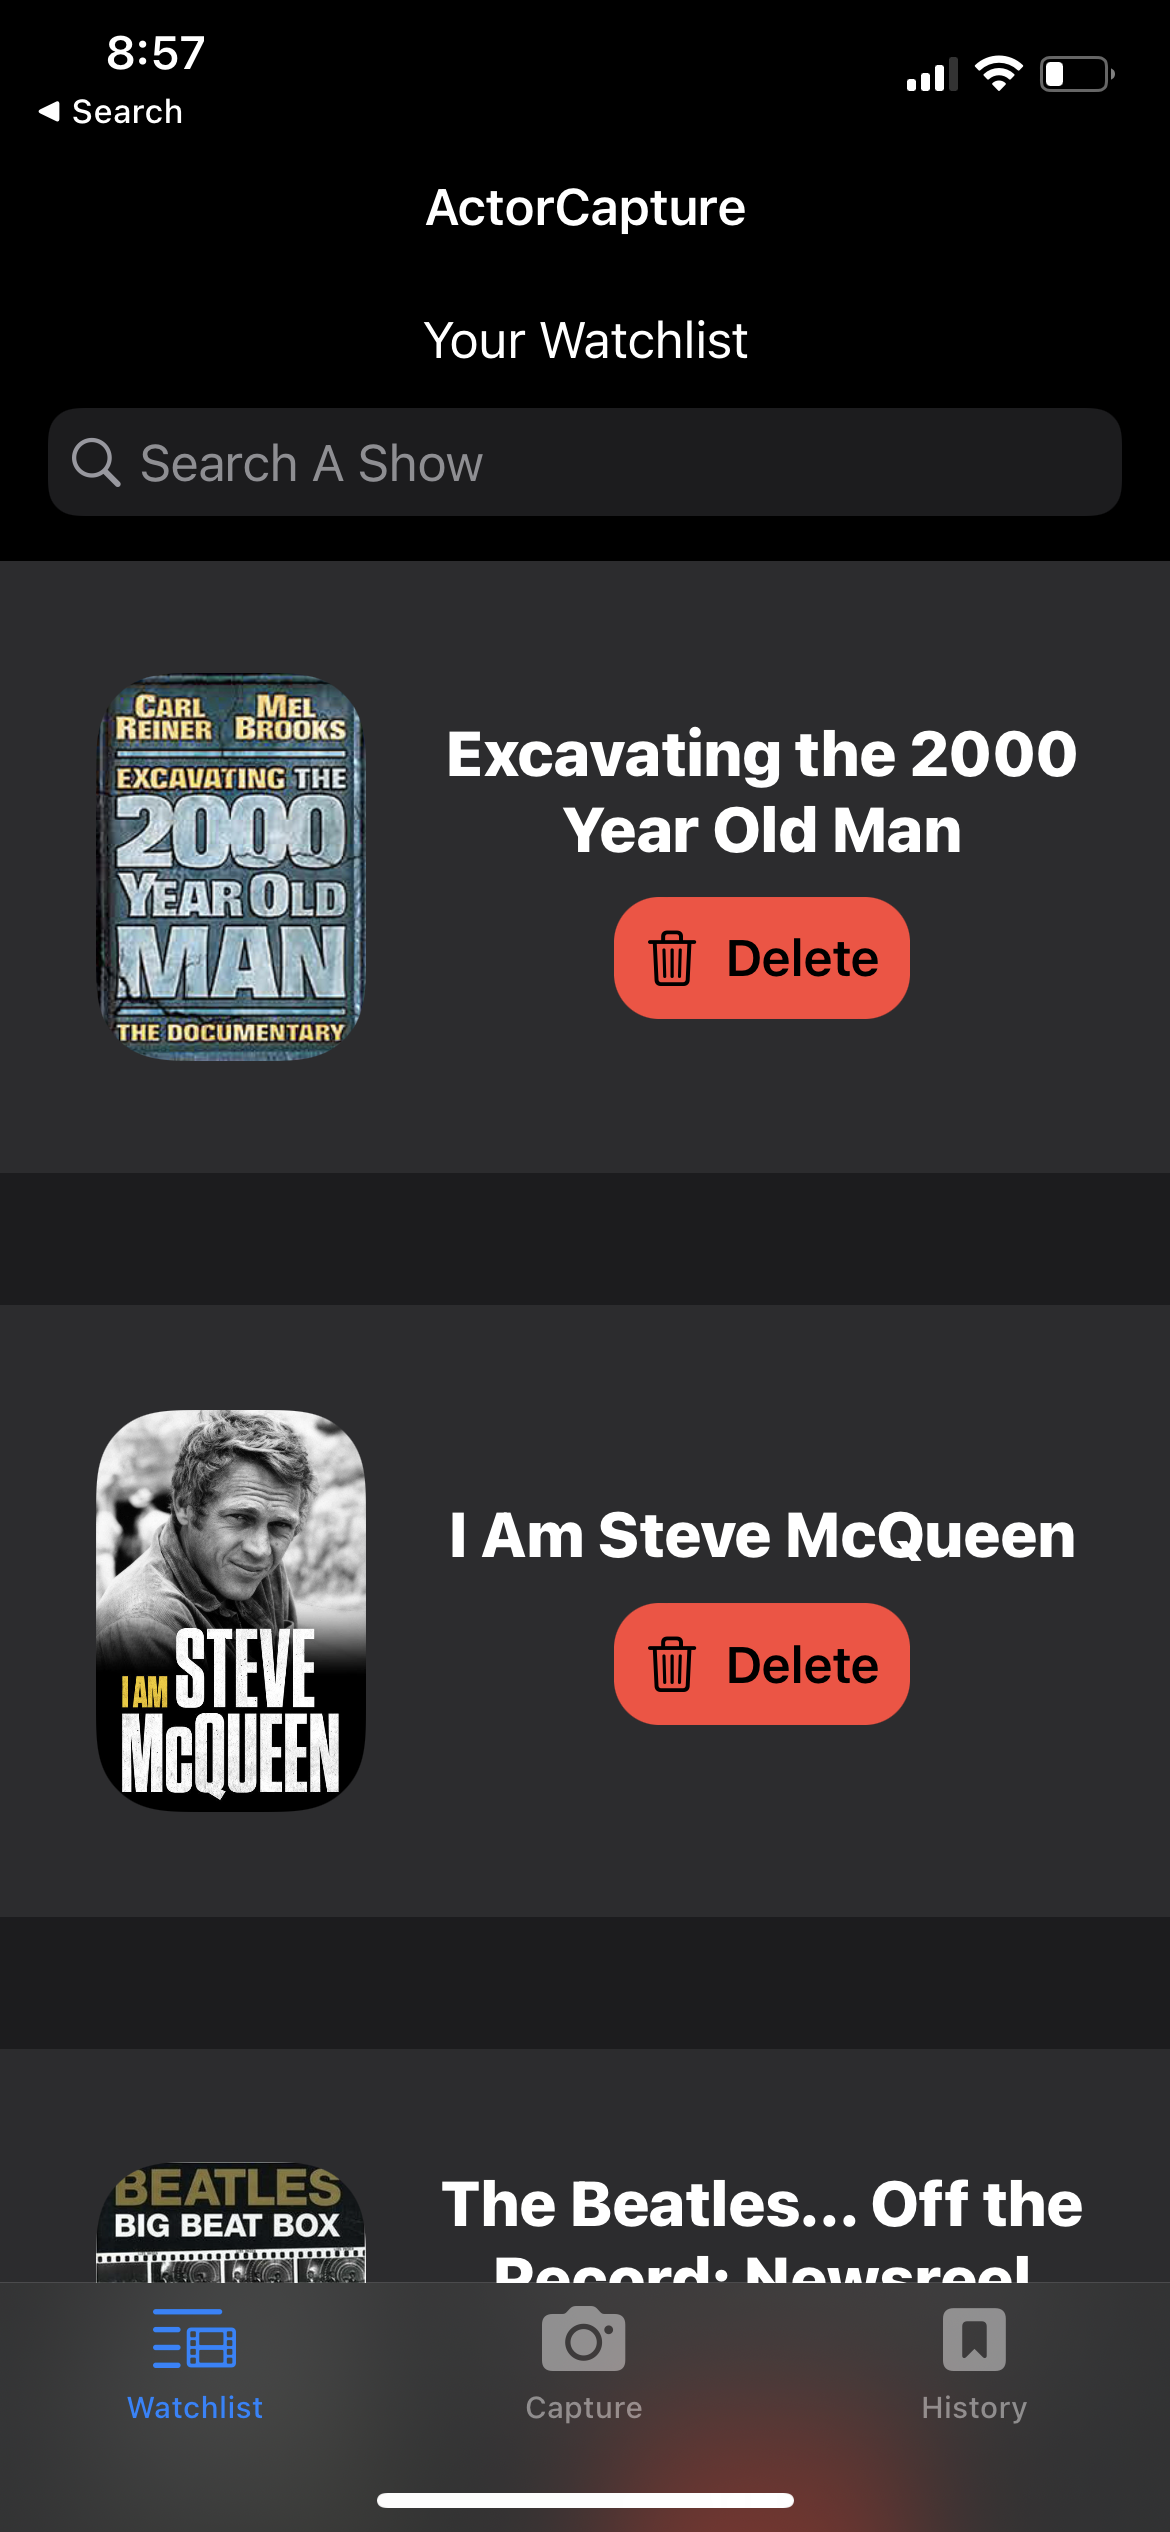 8:57
Search
ActorCapture
Your Watchlist
Search A Show
CARL REINER
MEL BROOKS
EXCAVATING THE
2000
YEAR OLD
MAN
THE DOCUMENTARY
Excavating the 2000
Year Old Man
Delete
I AM STEVE
McQUEEN
I Am Steve McQueen
Delete
BEATLES
BIG BEAT BOX
The Beatles... Off the
Record: Newsreel
Watchlist
Capture
History